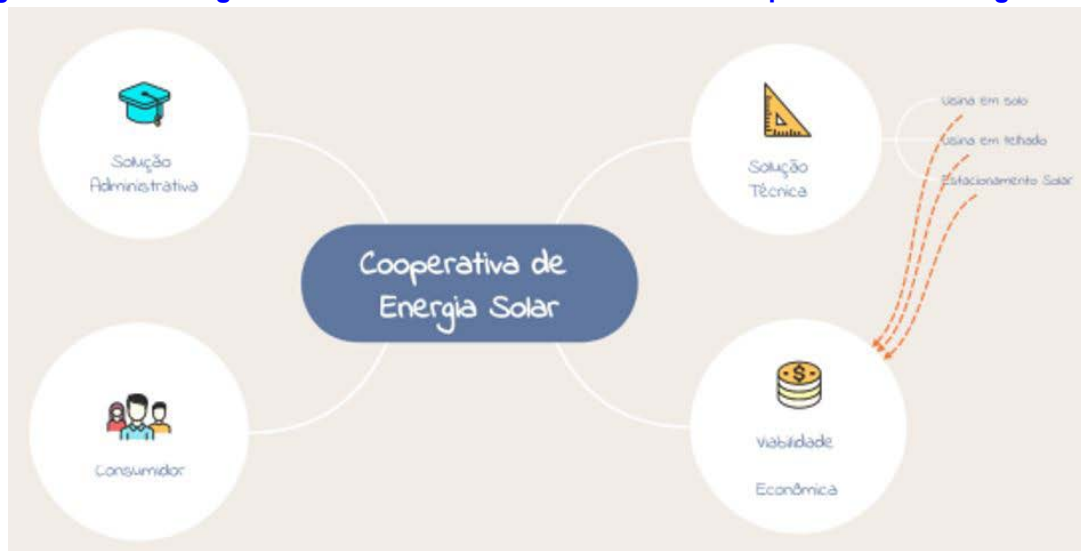 Solução
Administrativa
Solução
Técnica
Usina em solo
Usina em telhado
Estacionamento Solar
Cooperativa de
Energia Solar
Consumidor
Viabilidade
Econômica